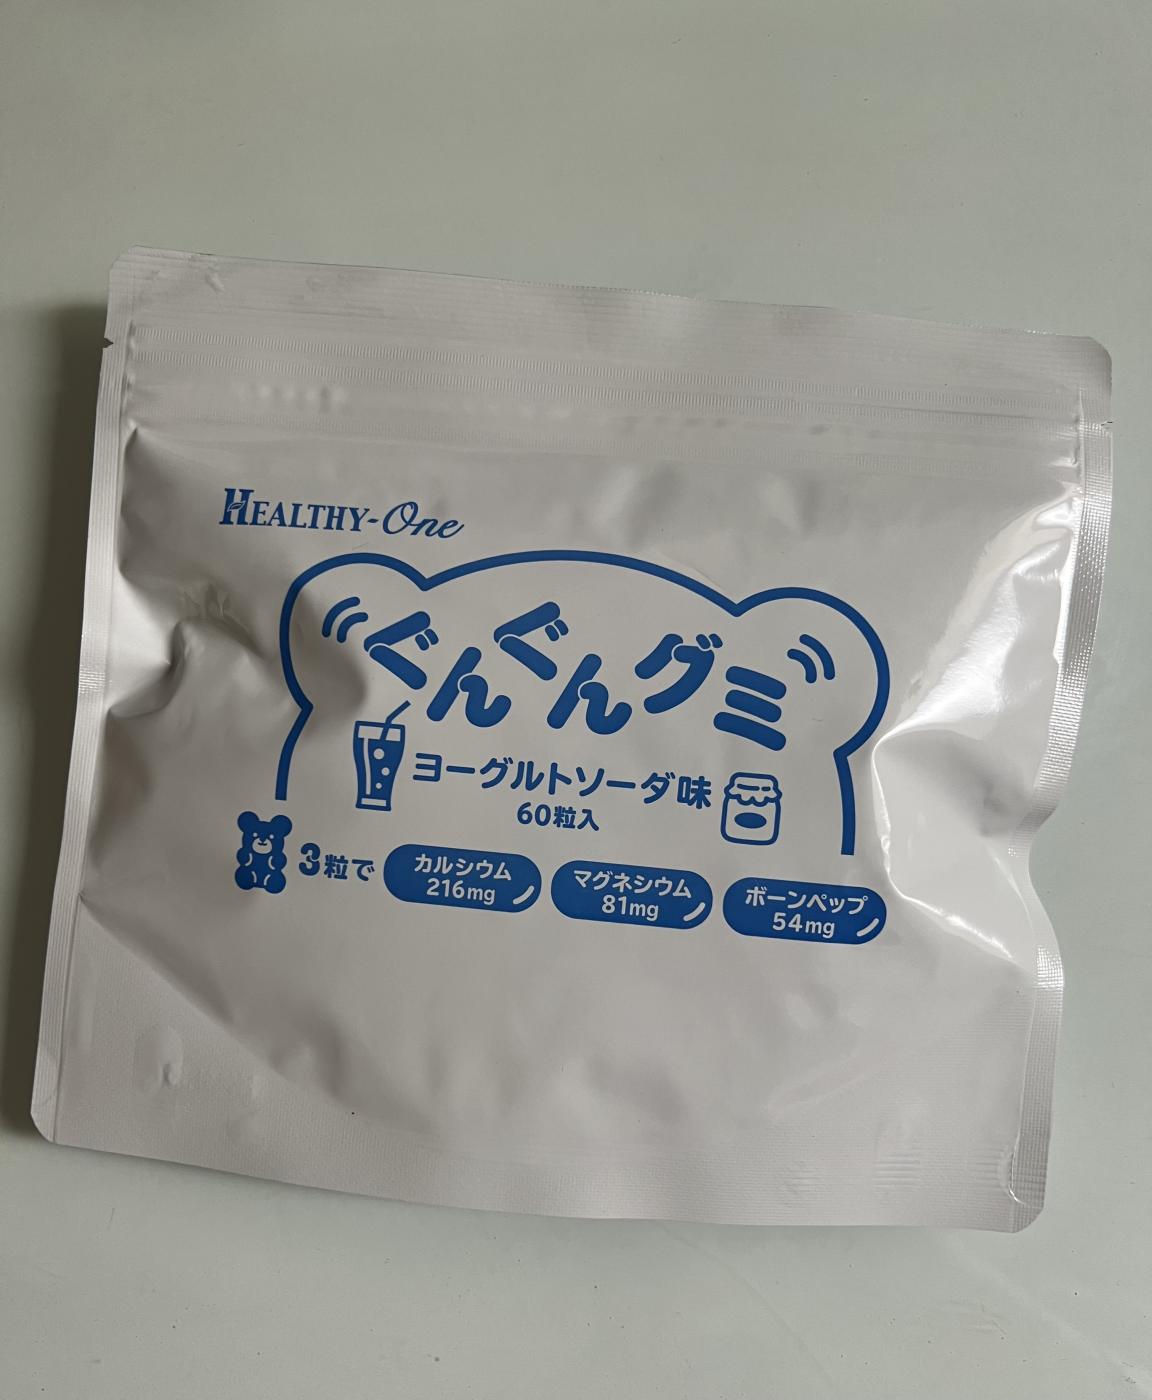 HEALTHY-One
ぐんぐんグミ
ヨーグルトソーダ味
60粒入
3粒で
カルシウム
216mg
マグネシウム
81mg
ボーンペップ
54mg